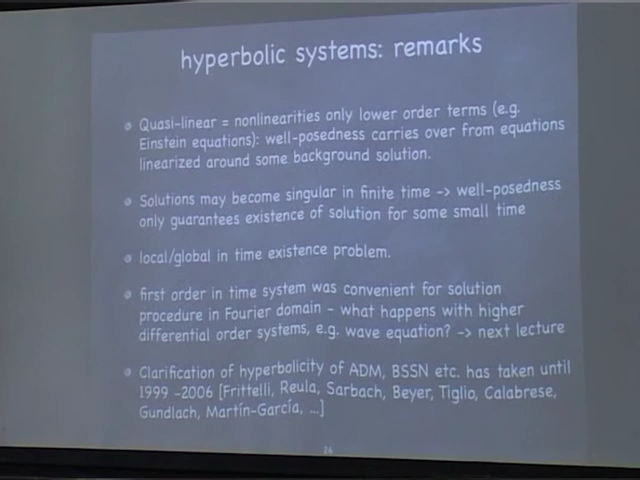 hyperbolic systems: remarks
Quasi-linear = nonlinearities only lower order terms (e.g.
Einstein equations): well-posedness carries over from equations
linearized around some background solution.
Solutions may become singular in finite time -> well-posedness
only guarantees existence of solution for some small time
local/global in time existence problem.
first order in time system was convenient for solution
procedure in Fourier domain - what happens with higher
differential order systems, e.g. wave equation? -> next lecture
Clarification of hyperbolicity of ADM, BSSN etc. has taken until
1999 -2006 [Frittelli, Reula, Sarbach, Beyer, Tiglio, Calabrese,
Gundlach, Martín-García, ...]